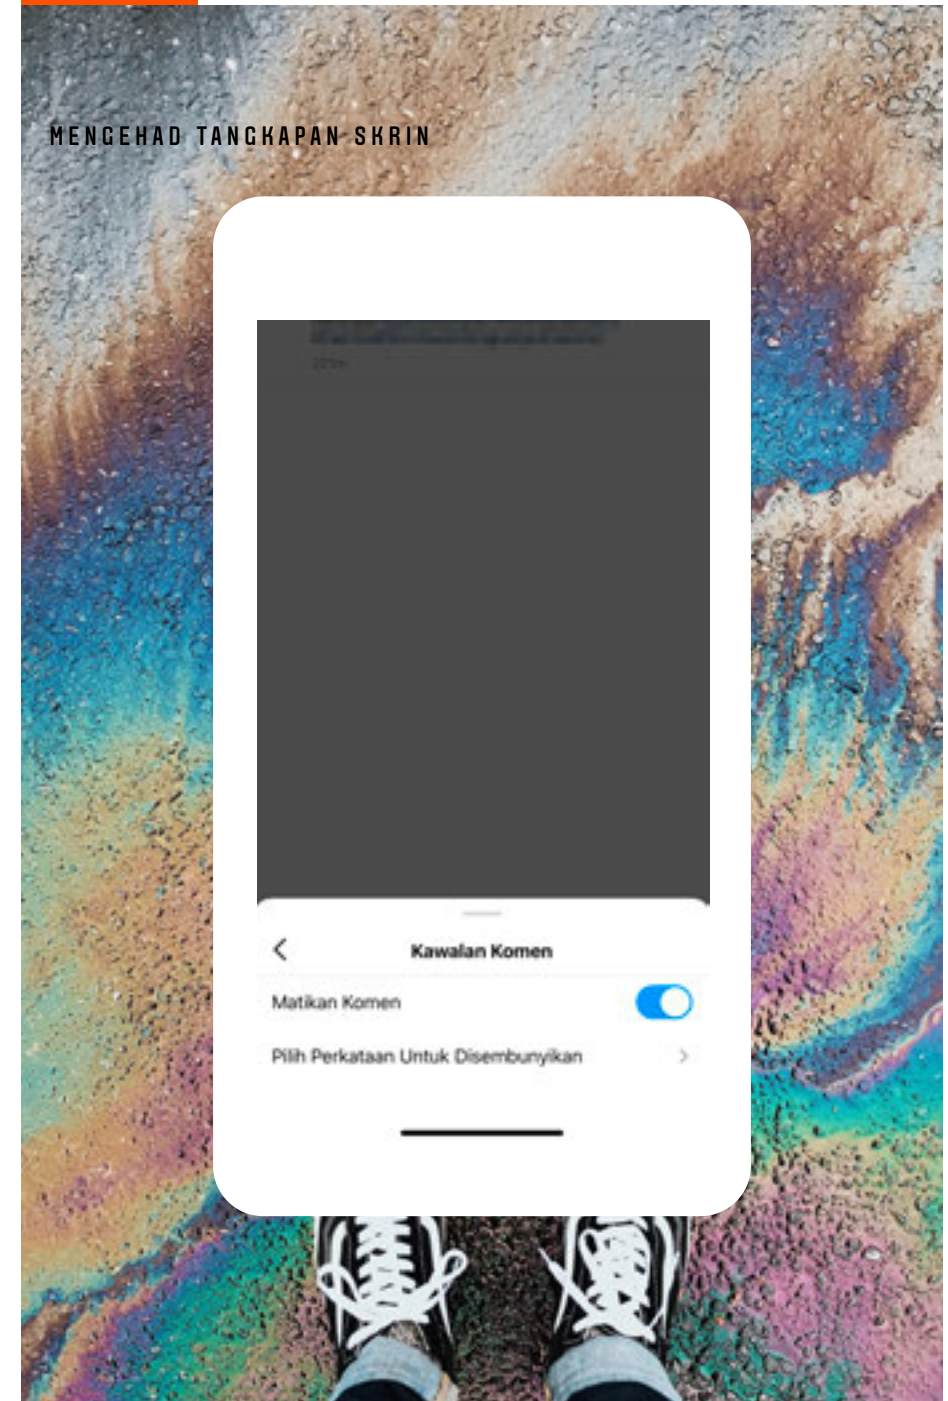 MENGEHAD TANGKAPAN SKRIN
Kawalan Komen
Matikan Komen
Pilih Perkataan Untuk Disembunyikan